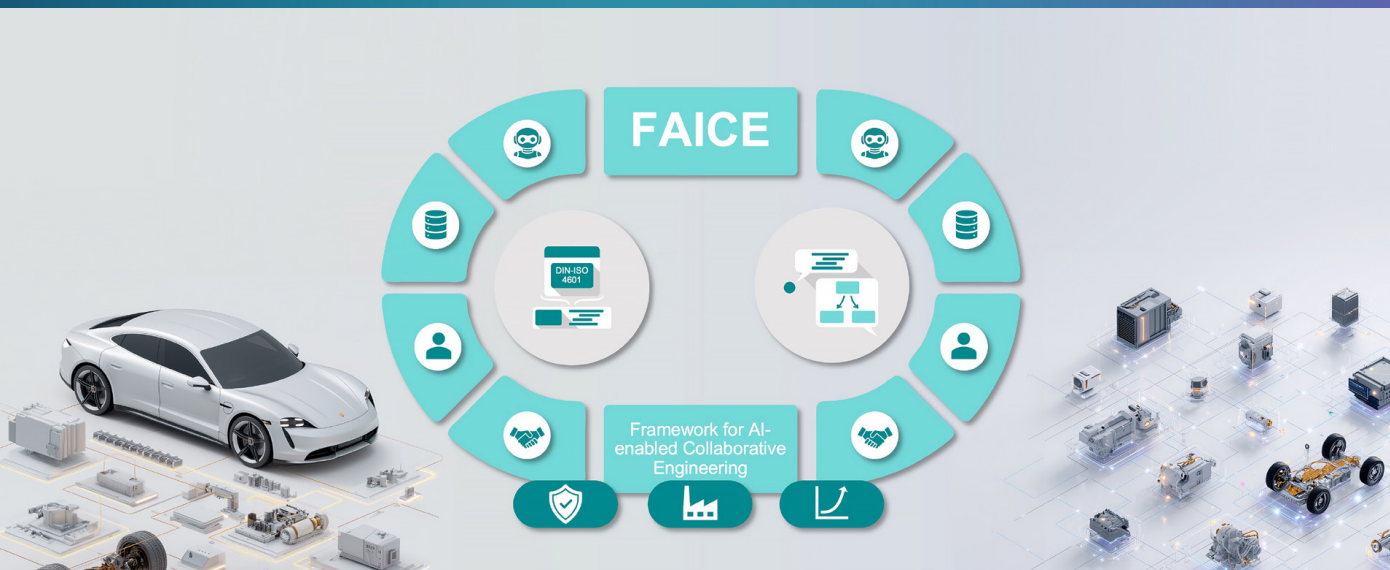 FAICE
DIN-ISO
4601
Framework for AI-
enabled Collaborative
Engineering